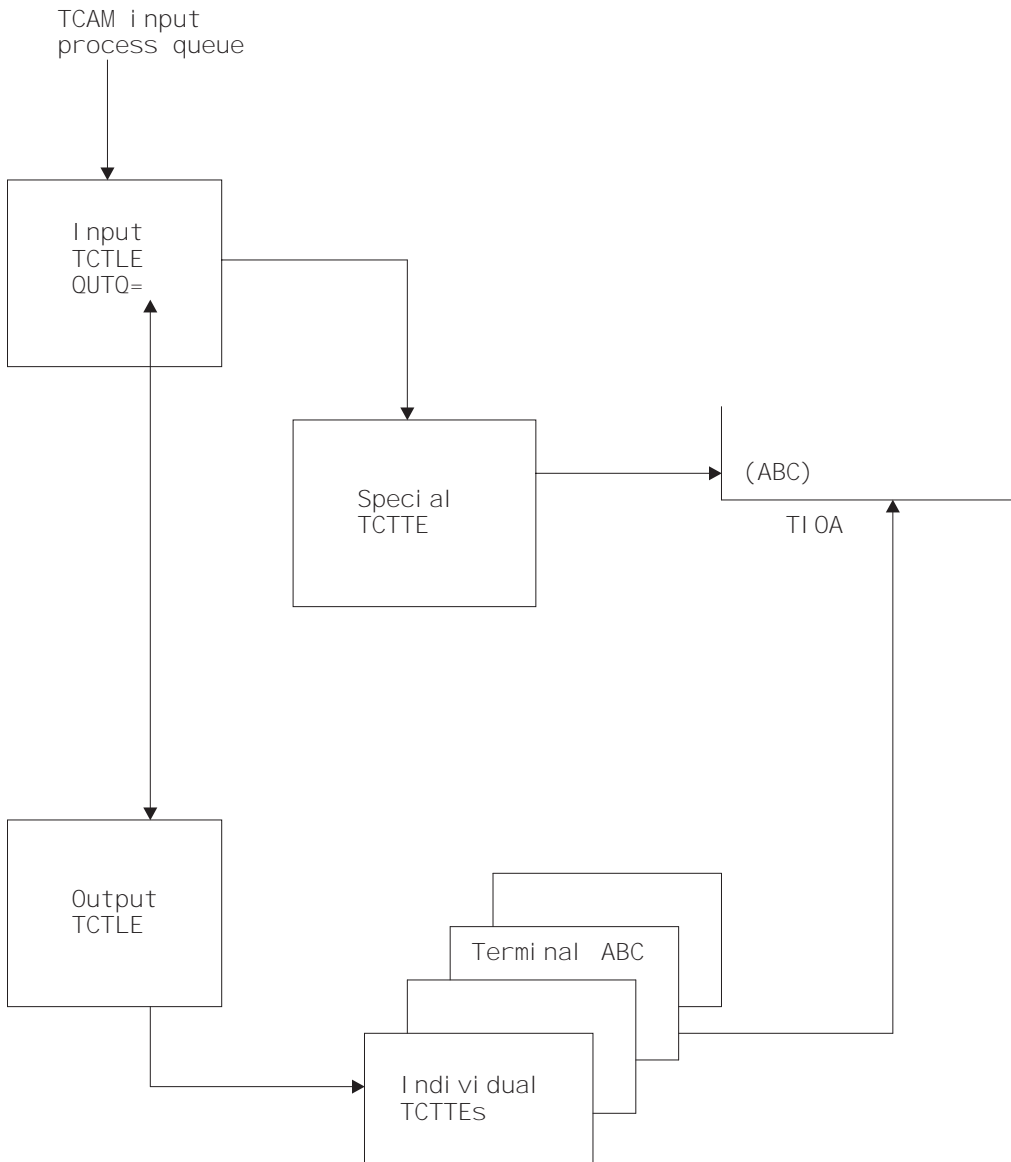 TCAM input
process queue
Input
TCTLE
QUTQ=
Special
TCTTE
(ABC)
TIOA
Output
TCTLE
Terminal ABC
Individual
TCTTEs